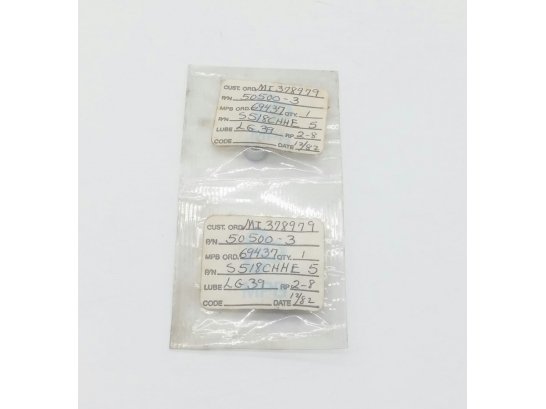 CUST. ORD. MI 378979
P/N 50500-3
MPB ORD. 69437 QTY. 1
P/N S518CHHE 5
LUBE LG 39 RP 2-8
CODE DATE 13/82
CUST. ORD. MI 378979
P/N 50500-3
MPB ORD. 69437 QTY. 1
P/N S518CHHE 5
LUBE LG 39 RP 2-8
CODE DATE 13/82